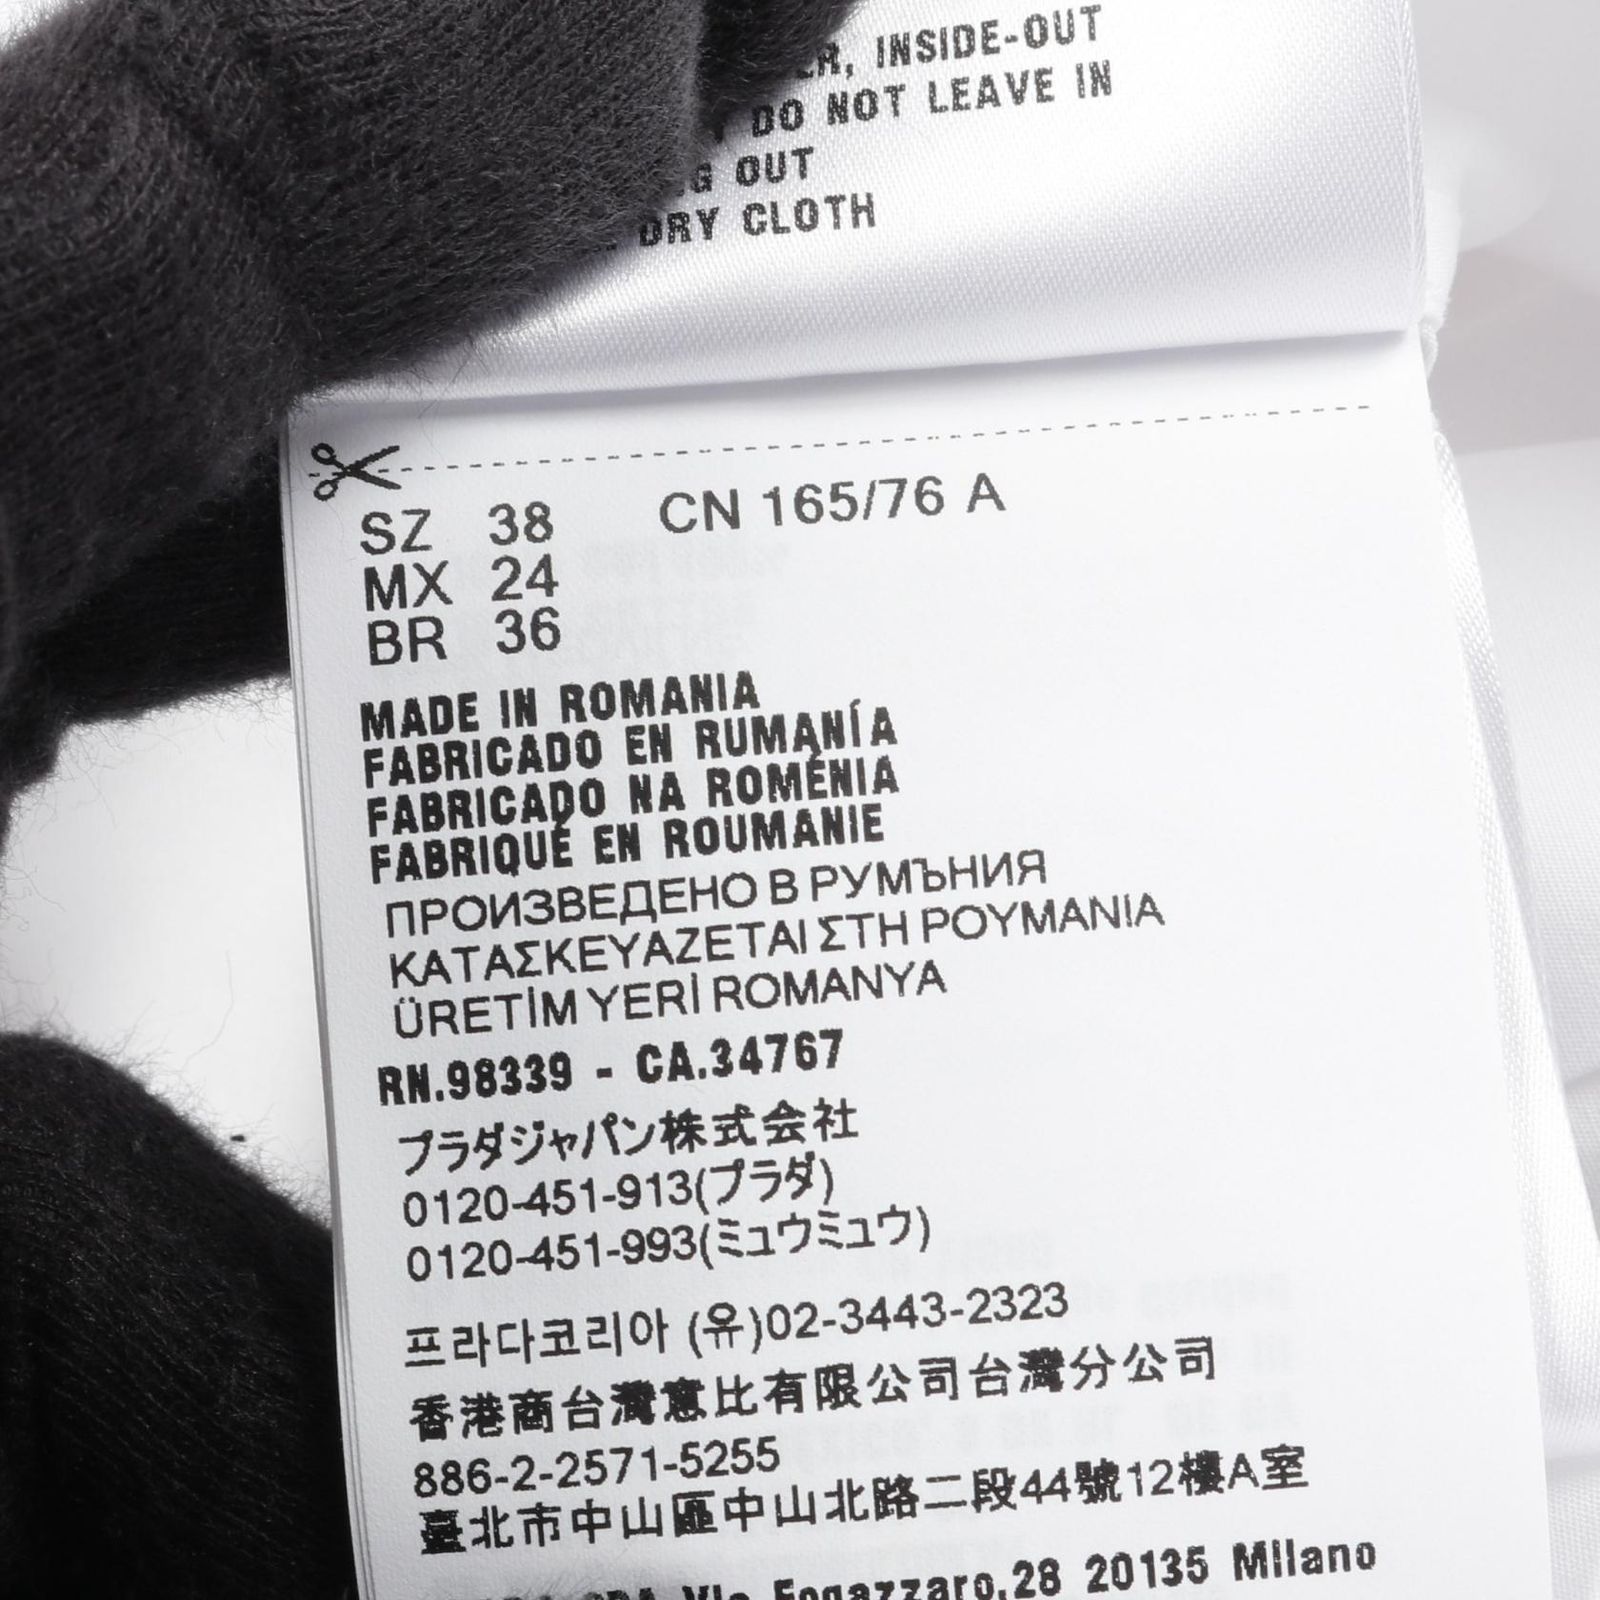 , INSIDE-OUT
DO NOT LEAVE IN
OUT
DRY CLOTH
SZ 38 CN 165/76 A
MX 24
BR 36
MADE IN ROMANIA
FABRICADO EN RUMANÍA
FABRICADO NA ROMÉNIA
FABRIQUÉ EN ROUMANIE
ПРОИЗВЕДЕНО В РУМЪНИЯ
ΚΑΤΑΣΚΕΥΑΖΕΤΑΙ ΣΤΗ ΡΟΥΜΑΝΙΑ
ÜRETİM YERİ ROMANYA
RN.98339 - CA.34767
プラダジャパン株式会社
0120-451-913(プラダ)
0120-451-993(ミュウミュウ)
프라다코리아 (유)02-3443-2323
香港商台灣意比有限公司台灣分公司
886-2-2571-5255
臺北市中山區中山北路二段44號12樓A室
Via Fogazzaro,28 20135 Milano